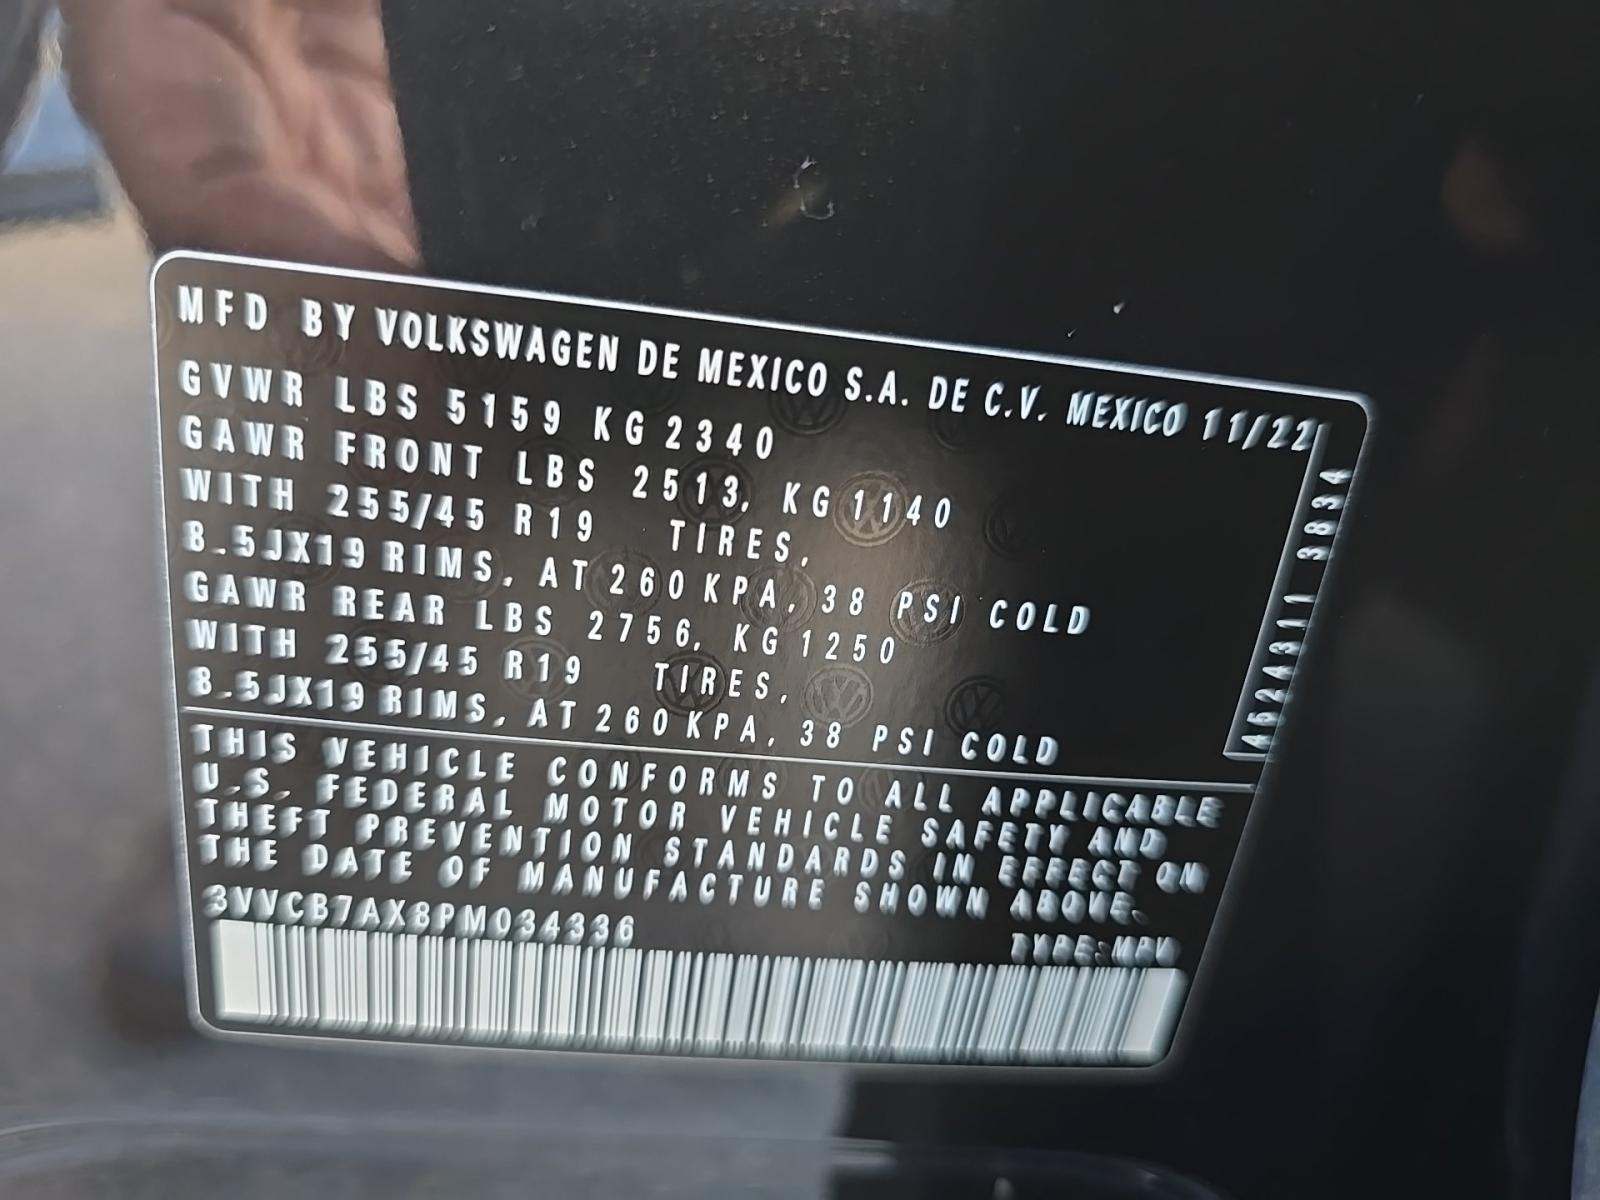 MFD BY VOLKSWAGEN DE MEXICO S.A. DE C.V. MEXICO 11/22
GVWR LBS 5159 KG 2340
GAWR FRONT LBS 2513, KG 1140
WITH 255/45 R19 TIRES,
8.5JX19 RIMS, AT 260 KPA, 38 PSI COLD
GAWR REAR LBS 2756, KG 1250
WITH 255/45 R19 TIRES,
8.5JX19 RIMS, AT 260 KPA, 38 PSI COLD
THIS VEHICLE CONFORMS TO ALL APPLICABLE
U.S. FEDERAL MOTOR VEHICLE SAFETY AND
THEFT PREVENTION STANDARDS IN EFFECT ON
THE DATE OF MANUFACTURE SHOWN ABOVE.
3VVCB7AX8PM034336
TYPE:MPV